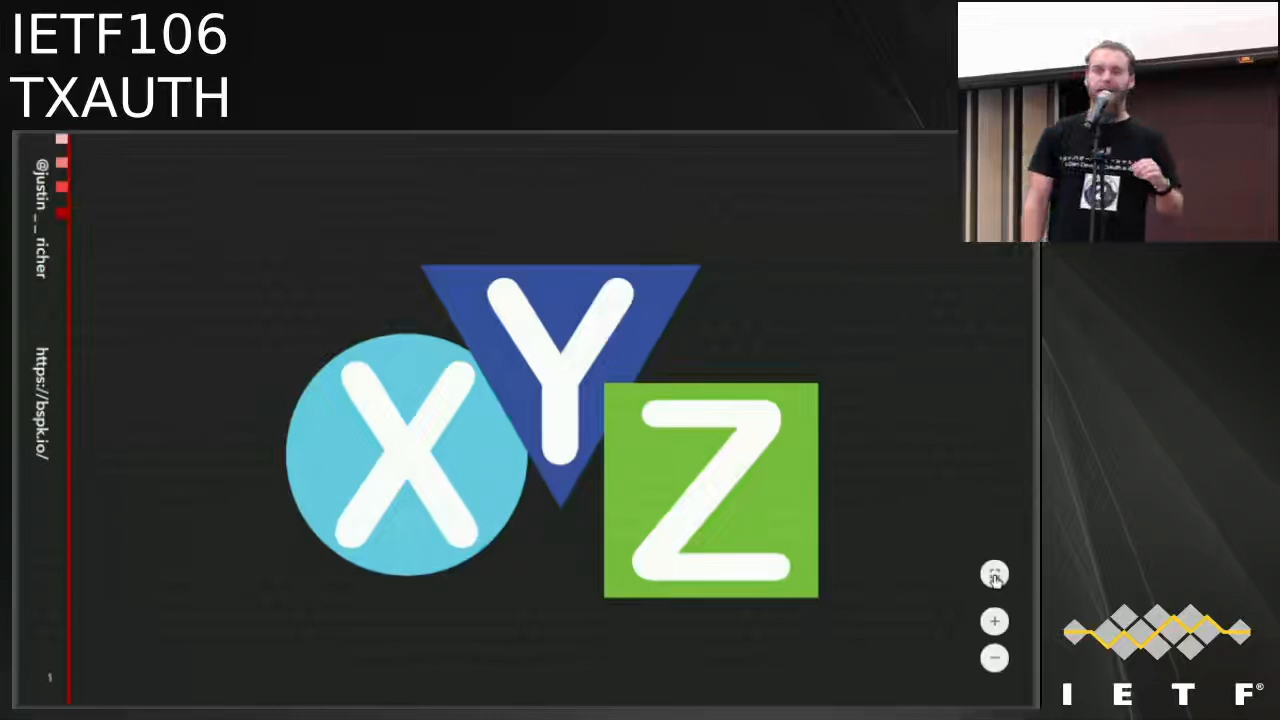 IETF106
TXAUTH
@justin__richer
https://bspk.io/
X
Y
Z
1
I E T F®